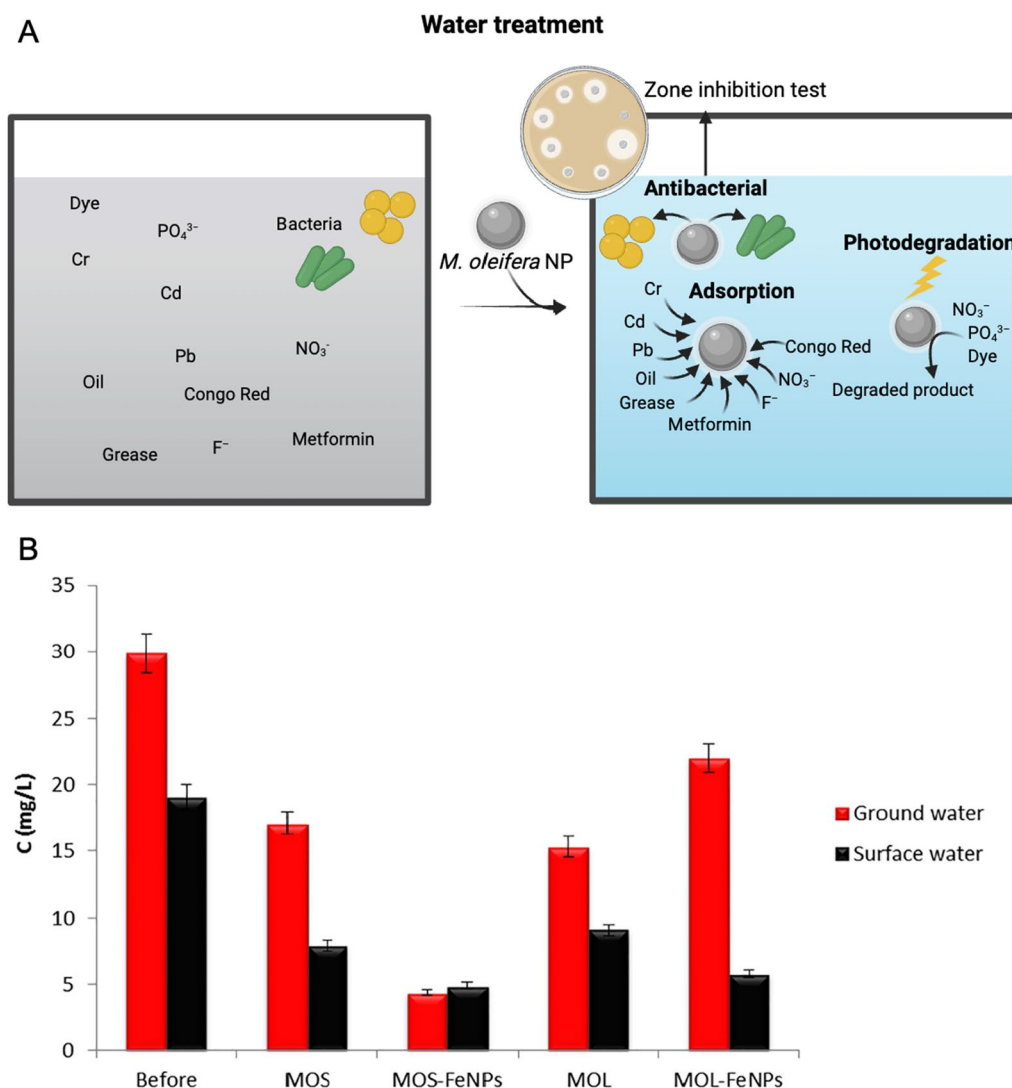 A
Water treatment
Zone inhibition test
Dye
PO₄³⁻
Bacteria
Cr
Cd
Pb
NO₃⁻
Oil
Congo Red
Grease
F⁻
Metformin
M. oleifera NP
Antibacterial
Photodegradation
Adsorption
Cr
Cd
Pb
Oil
Grease
Metformin
F⁻
NO₃⁻
Congo Red
NO₃⁻
PO₄³⁻
Dye
Degraded product
B
C (mg/L)
35
30
25
20
15
10
5
0
Before
MOS
MOS-FeNPs
MOL
MOL-FeNPs
Ground water
Surface water